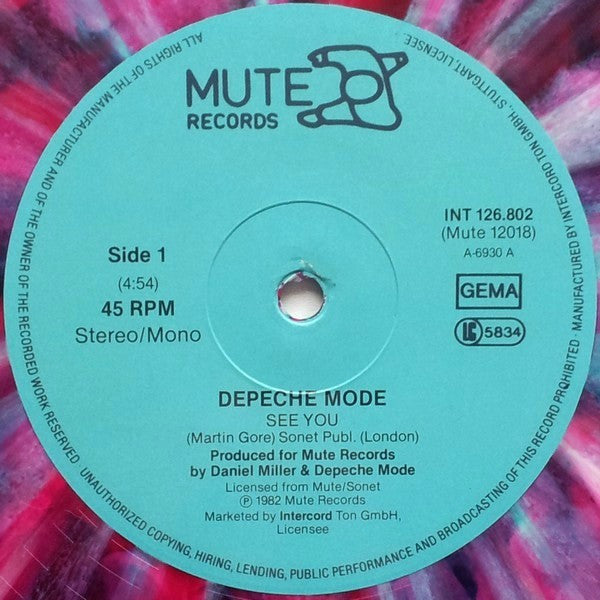 MUTE
RECORDS
Side 1
(4:54)
45 RPM
Stereo/Mono
INT 126.802
(Mute 12018)
A-6930 A
GEMA
LC 5834
DEPECHE MODE
SEE YOU
(Martin Gore) Sonet Publ. (London)
Produced for Mute Records
by Daniel Miller & Depeche Mode
Licensed from Mute/Sonet
Ⓟ 1982 Mute Records
Marketed by Intercord Ton GmbH,
Licensee
ALL RIGHTS OF THE MANUFACTURER AND OF THE OWNER OF THE RECORDED WORK RESERVED
UNAUTHORIZED COPYING, HIRING, LENDING, PUBLIC PERFORMANCE AND BROADCASTING OF THIS RECORD PROHIBITED · MANUFACTURED BY INTERCORD TON GMBH, STUTTGART, LICENSEE